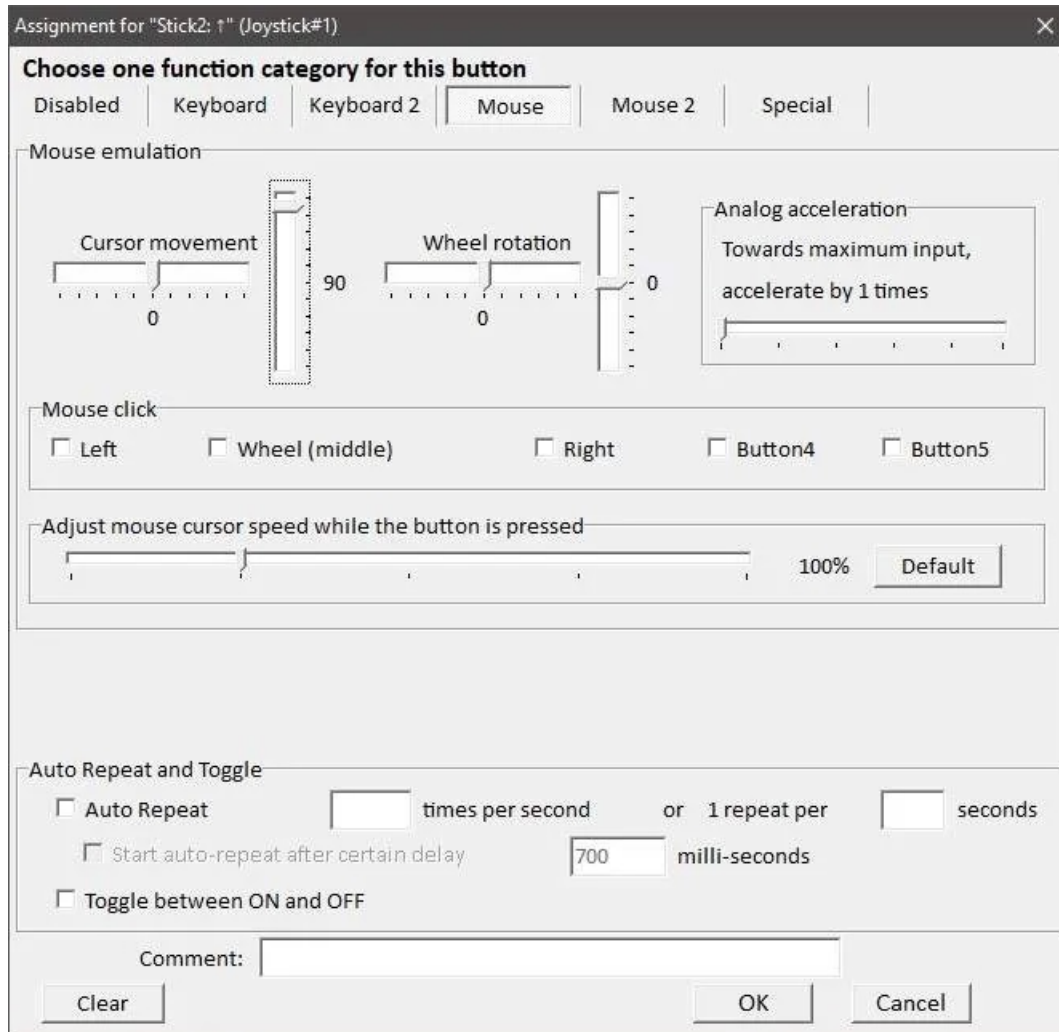 Assignment for "Stick2: ↑" (Joystick#1)
Choose one function category for this button
Disabled Keyboard Keyboard 2 Mouse Mouse 2 Special
Mouse emulation
Cursor movement
0
90
Wheel rotation
0
0
Analog acceleration
Towards maximum input,
accelerate by 1 times
Mouse click
Left Wheel (middle) Right Button4 Button5
Adjust mouse cursor speed while the button is pressed
100% Default
Auto Repeat and Toggle
Auto Repeat times per second or 1 repeat per seconds
Start auto-repeat after certain delay 700 milli-seconds
Toggle between ON and OFF
Comment:
Clear OK Cancel